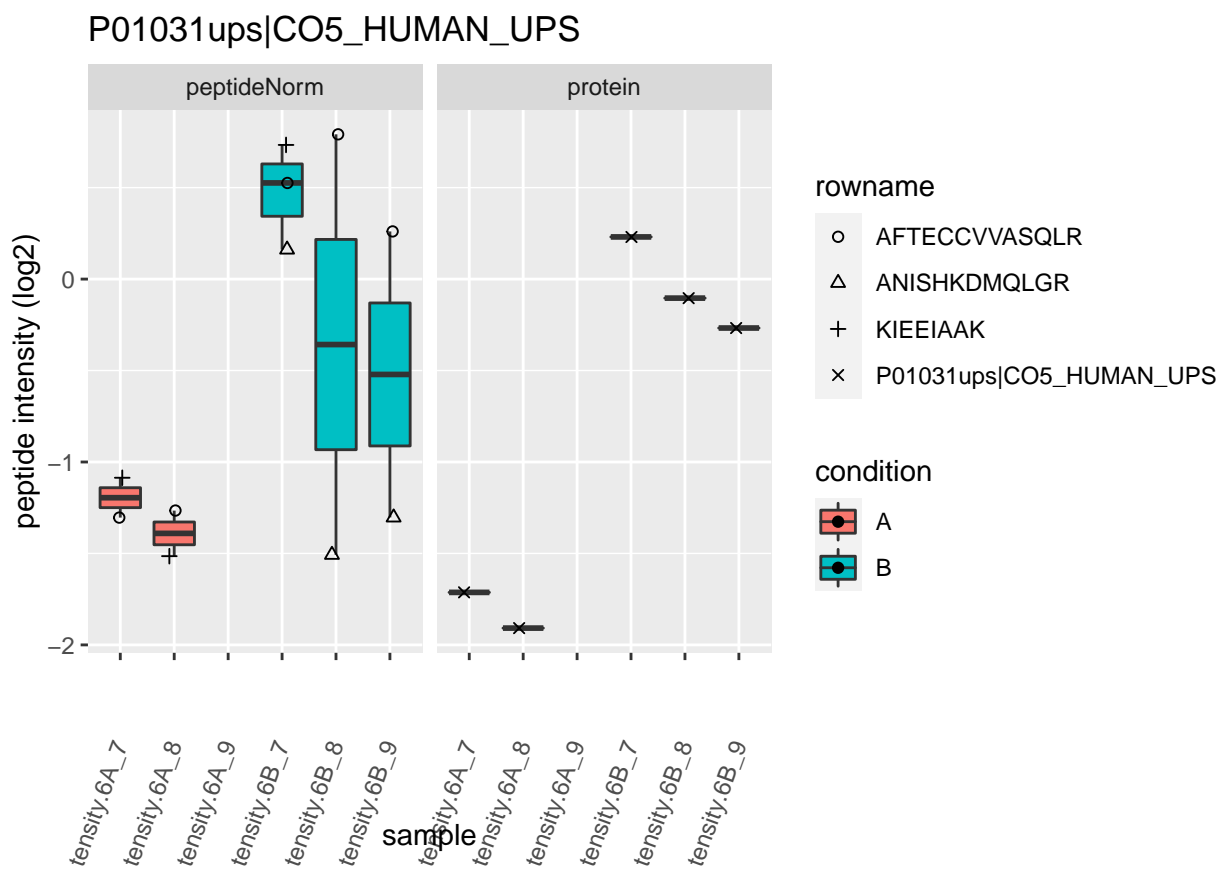 P01031ups|CO5_HUMAN_UPS
peptideNorm
protein
peptide intensity (log2)
0
−1
−2
tensity.6A_7
tensity.6A_8
tensity.6A_9
tensity.6B_7
tensity.6B_8
tensity.6B_9
tensity.6A_7
tensity.6A_8
tensity.6A_9
tensity.6B_7
tensity.6B_8
tensity.6B_9
sample
rowname
AFTECCVVASQLR
ANISHKDMQLGR
KIEEIAAK
P01031ups|CO5_HUMAN_UPS
condition
A
B